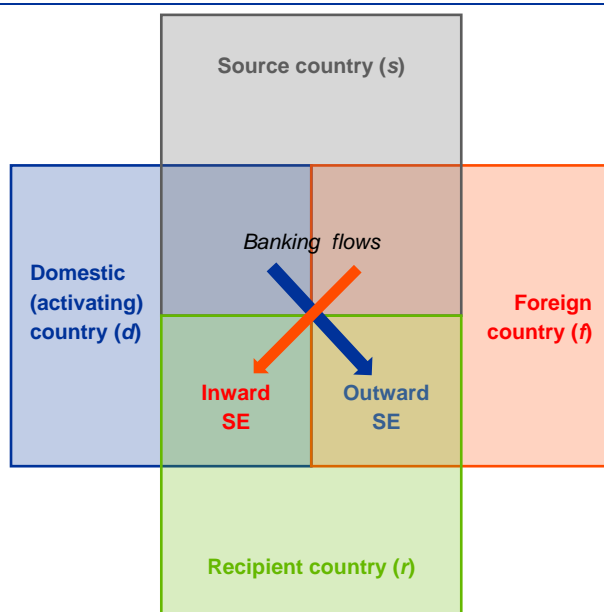 Source country (s)
Banking flows
Domestic
(activating)
country (d)
Foreign
country (f)
Inward
SE
Outward
SE
Recipient country (r)